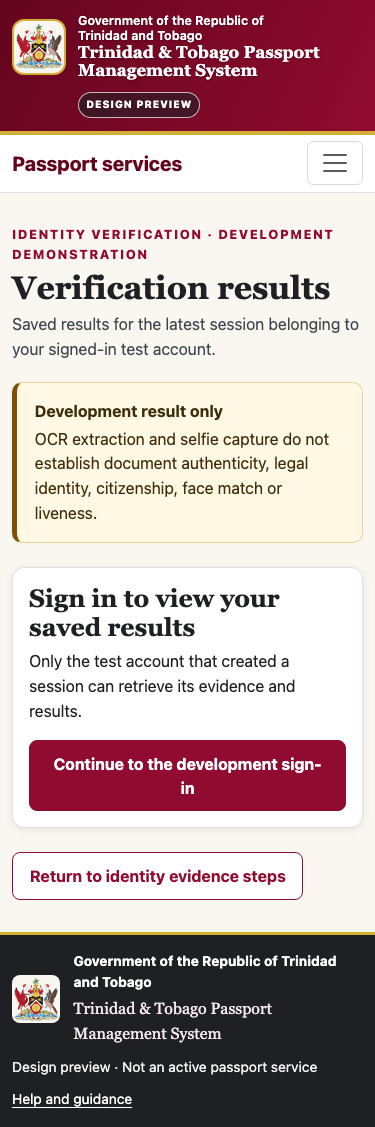 Government of the Republic of
Trinidad and Tobago
Trinidad & Tobago Passport
Management System
DESIGN PREVIEW
Passport services
IDENTITY VERIFICATION · DEVELOPMENT
DEMONSTRATION
Verification results
Saved results for the latest session belonging to
your signed-in test account.
Development result only
OCR extraction and selfie capture do not
establish document authenticity, legal
identity, citizenship, face match or
liveness.
Sign in to view your
saved results
Only the test account that created a
session can retrieve its evidence and
results.
Continue to the development sign-
in
Return to identity evidence steps
Government of the Republic of Trinidad
and Tobago
Trinidad & Tobago Passport
Management System
Design preview · Not an active passport service
Help and guidance